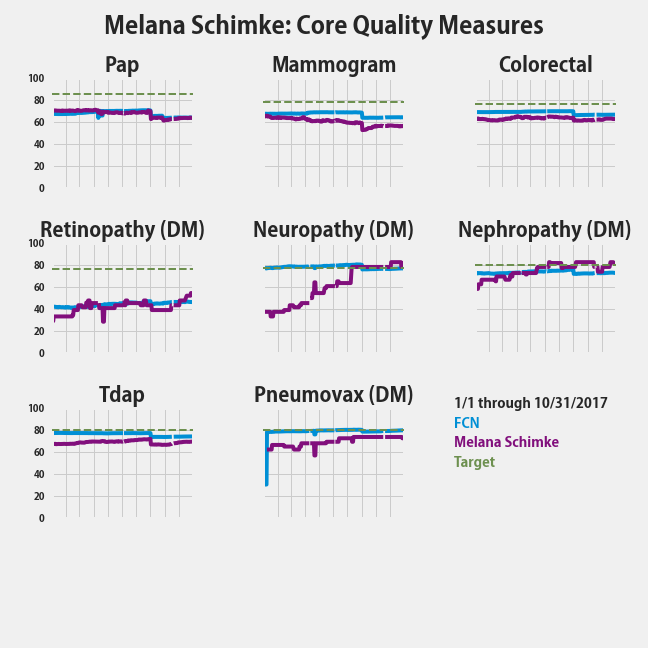 Melana Schimke: Core Quality Measures
Pap
Mammogram
Colorectal
100
80
60
40
20
0
Retinopathy (DM)
Neuropathy (DM)
Nephropathy (DM)
100
80
60
40
20
0
Tdap
Pneumovax (DM)
100
80
60
40
20
0
1/1 through 10/31/2017
FCN
Melana Schimke
Target